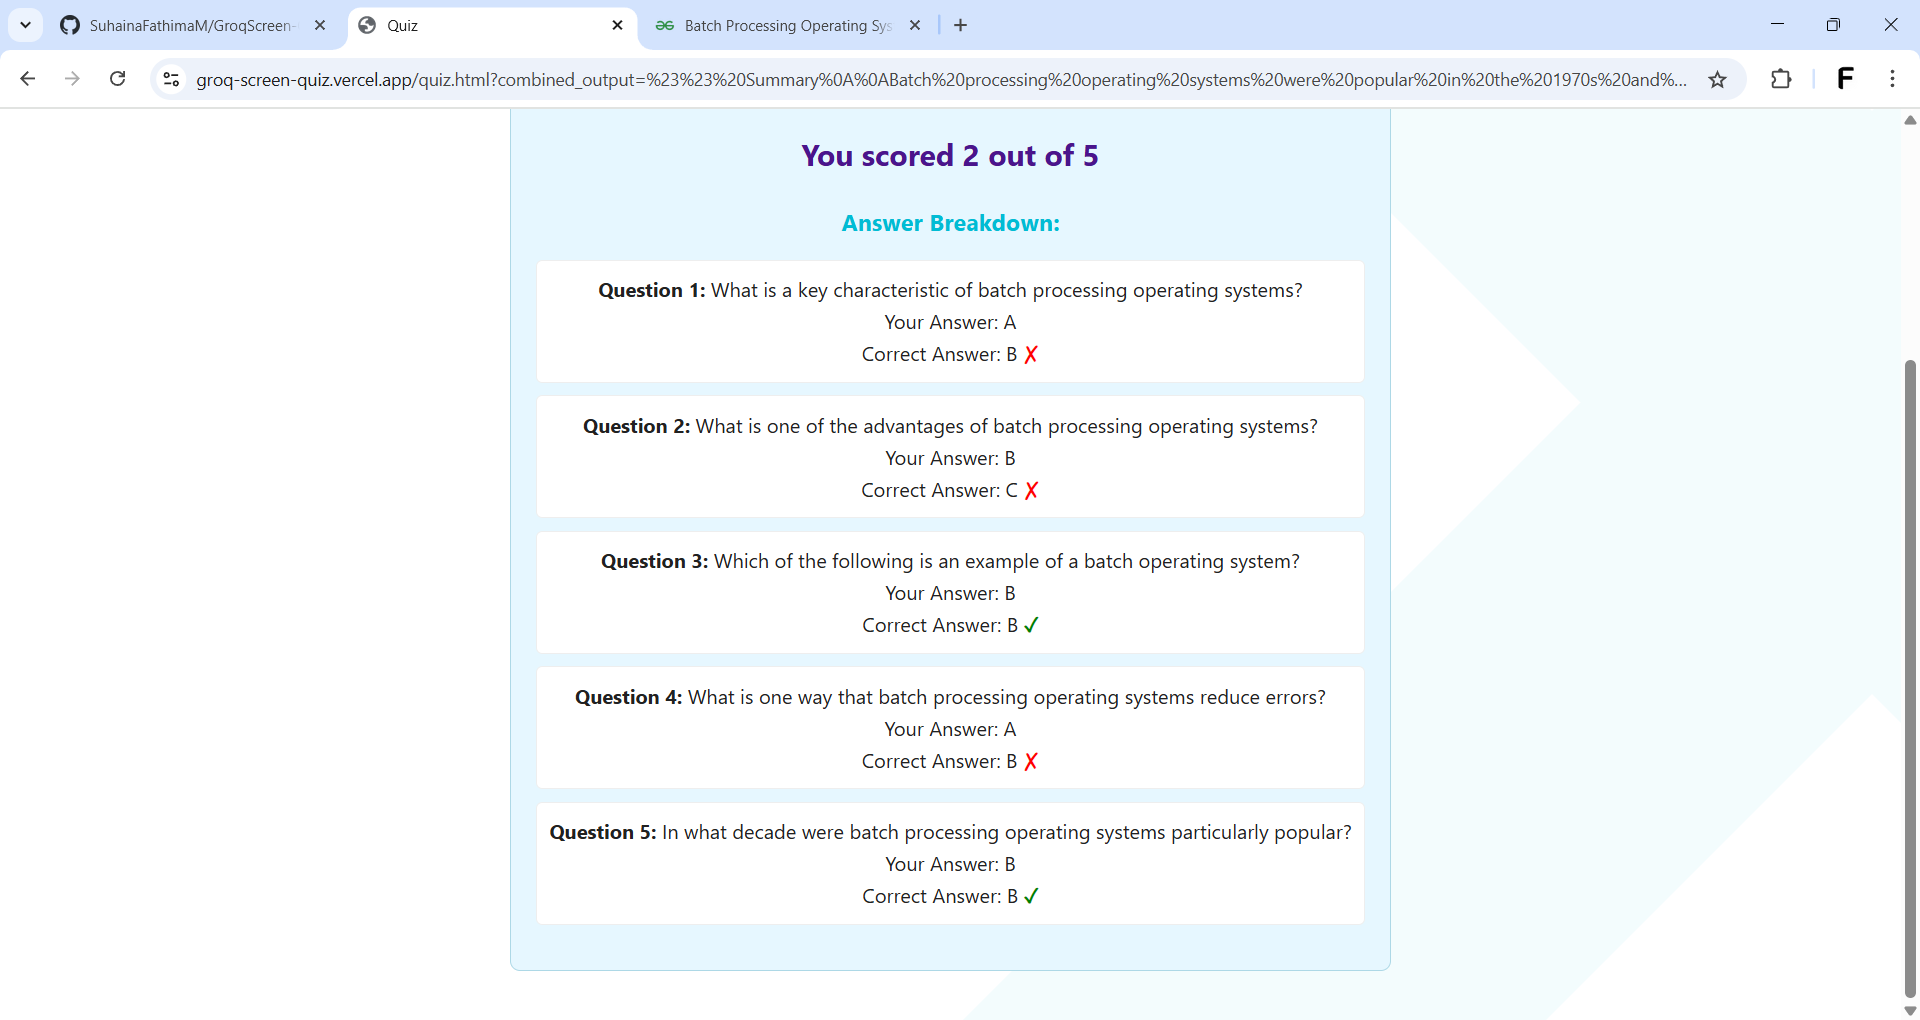 SuhainaFathimaM/GroqScreen-
Quiz
Batch Processing Operating Sys
groq-screen-quiz.vercel.app/quiz.html?combined_output=%23%23%20Summary%0A%0ABatch%20processing%20operating%20systems%20were%20popular%20in%20the%201970s%20and%...
F
You scored 2 out of 5
Answer Breakdown:
Question 1: What is a key characteristic of batch processing operating systems?
Your Answer: A
Correct Answer: B ✗
Question 2: What is one of the advantages of batch processing operating systems?
Your Answer: B
Correct Answer: C ✗
Question 3: Which of the following is an example of a batch operating system?
Your Answer: B
Correct Answer: B ✓
Question 4: What is one way that batch processing operating systems reduce errors?
Your Answer: A
Correct Answer: B ✗
Question 5: In what decade were batch processing operating systems particularly popular?
Your Answer: B
Correct Answer: B ✓